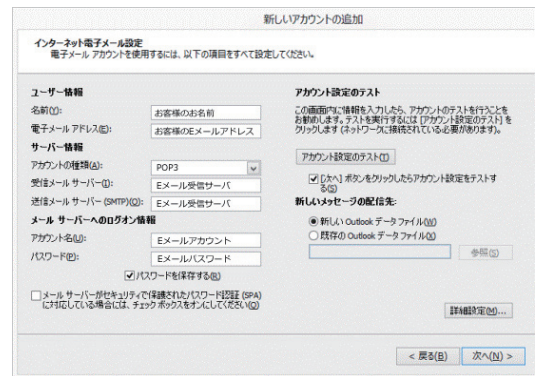 新しいアカウントの追加
インターネット電子メール設定
電子メール アカウントを使用するには、以下の項目をすべて設定してください。
ユーザー情報
名前(Y):
お客様のお名前
電子メール アドレス(E):
お客様のEメールアドレス
サーバー情報
アカウントの種類(A):
POP3
受信メール サーバー(I):
Eメール受信サーバ
送信メール サーバー (SMTP)(O):
Eメール受信サーバ
メール サーバーへのログオン情報
アカウント名(U):
Eメールアカウント
パスワード(P):
Eメールパスワード
パスワードを保存する(R)
メール サーバーがセキュリティで保護されたパスワード認証 (SPA)
に対応している場合には、チェック ボックスをオンにしてください(Q)
アカウント設定のテスト
この画面内に情報を入力したら、アカウントのテストを行うことを
お勧めします。テストを実行するには [アカウント設定のテスト] を
クリックします (ネットワークに接続されている必要があります)。
アカウント設定のテスト(T)
[次へ] ボタンをクリックしたらアカウント設定をテストす
る(S)
新しいメッセージの配信先:
新しい Outlook データ ファイル(W)
既存の Outlook データ ファイル(X)
参照(S)
詳細設定(M)...
< 戻る(B)
次へ(N) >